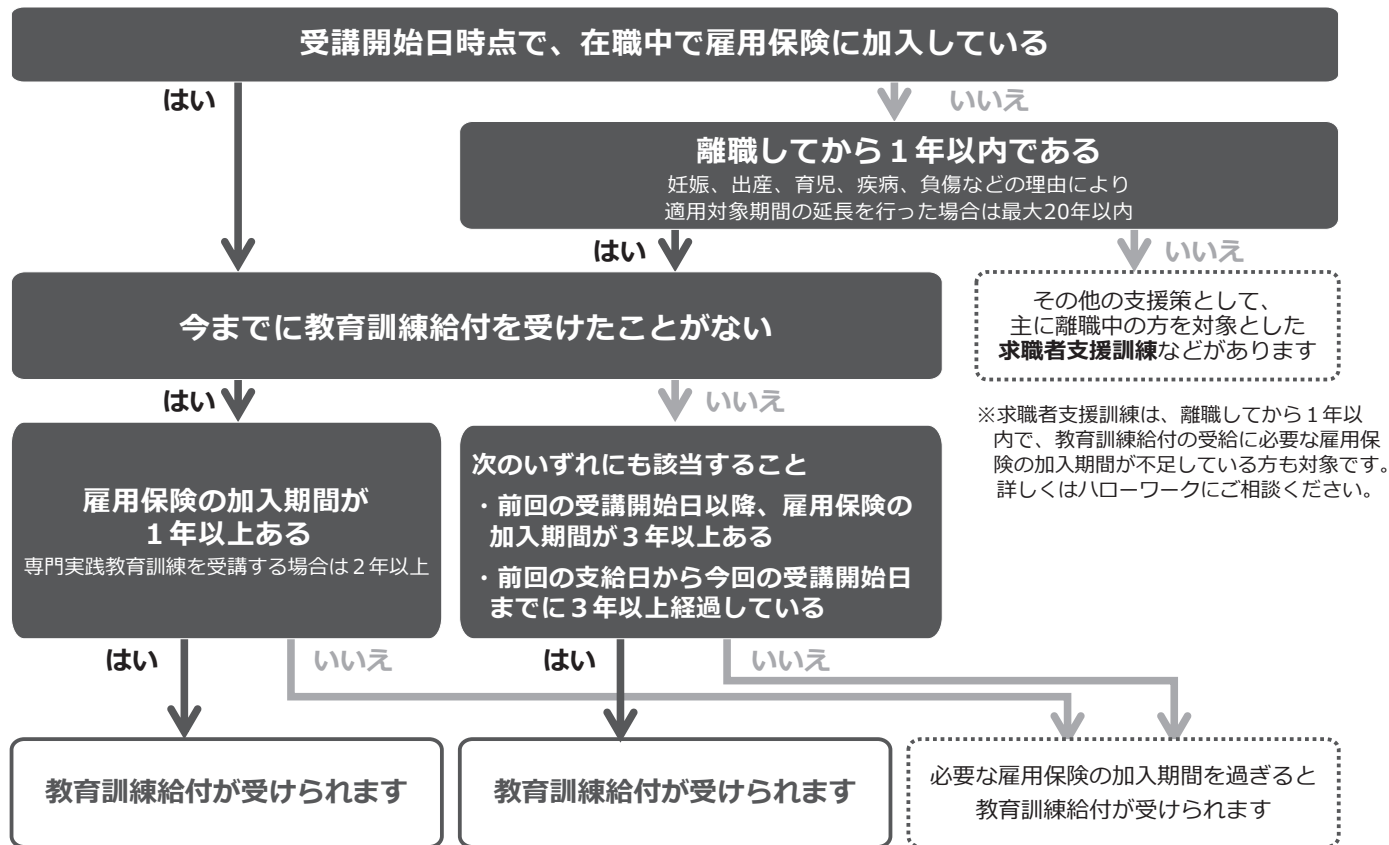 受講開始日時点で、在職中で雇用保険に加入している
はい
いいえ
離職してから１年以内である
妊娠、出産、育児、疾病、負傷などの理由により
適用対象期間の延長を行った場合は最大20年以内
はい
いいえ
今までに教育訓練給付を受けたことがない
その他の支援策として、
主に離職中の方を対象とした
求職者支援訓練などがあります
※求職者支援訓練は、離職してから１年以
内で、教育訓練給付の受給に必要な雇用保
険の加入期間が不足している方も対象です。
詳しくはハローワークにご相談ください。
はい
いいえ
雇用保険の加入期間が
１年以上ある
専門実践教育訓練を受講する場合は２年以上
次のいずれにも該当すること
・前回の受講開始日以降、雇用保険の
加入期間が３年以上ある
・前回の支給日から今回の受講開始日
までに３年以上経過している
はい
いいえ
はい
いいえ
教育訓練給付が受けられます
教育訓練給付が受けられます
必要な雇用保険の加入期間を過ぎると
教育訓練給付が受けられます